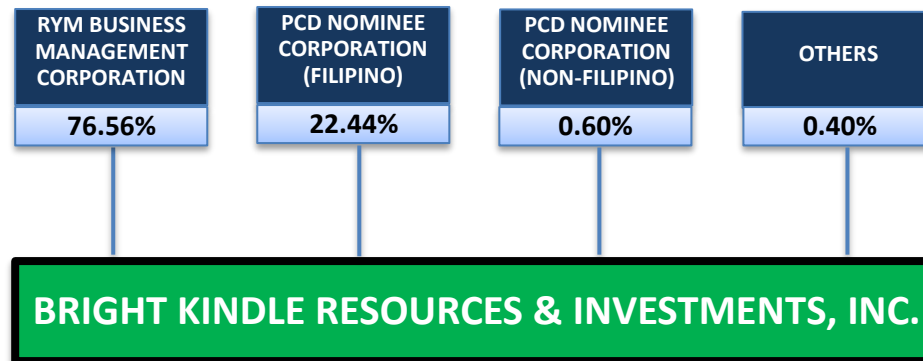 RYM BUSINESS
MANAGEMENT
CORPORATION
76.56%
PCD NOMINEE
CORPORATION
(FILIPINO)
22.44%
PCD NOMINEE
CORPORATION
(NON-FILIPINO)
0.60%
OTHERS
0.40%
BRIGHT KINDLE RESOURCES & INVESTMENTS, INC.